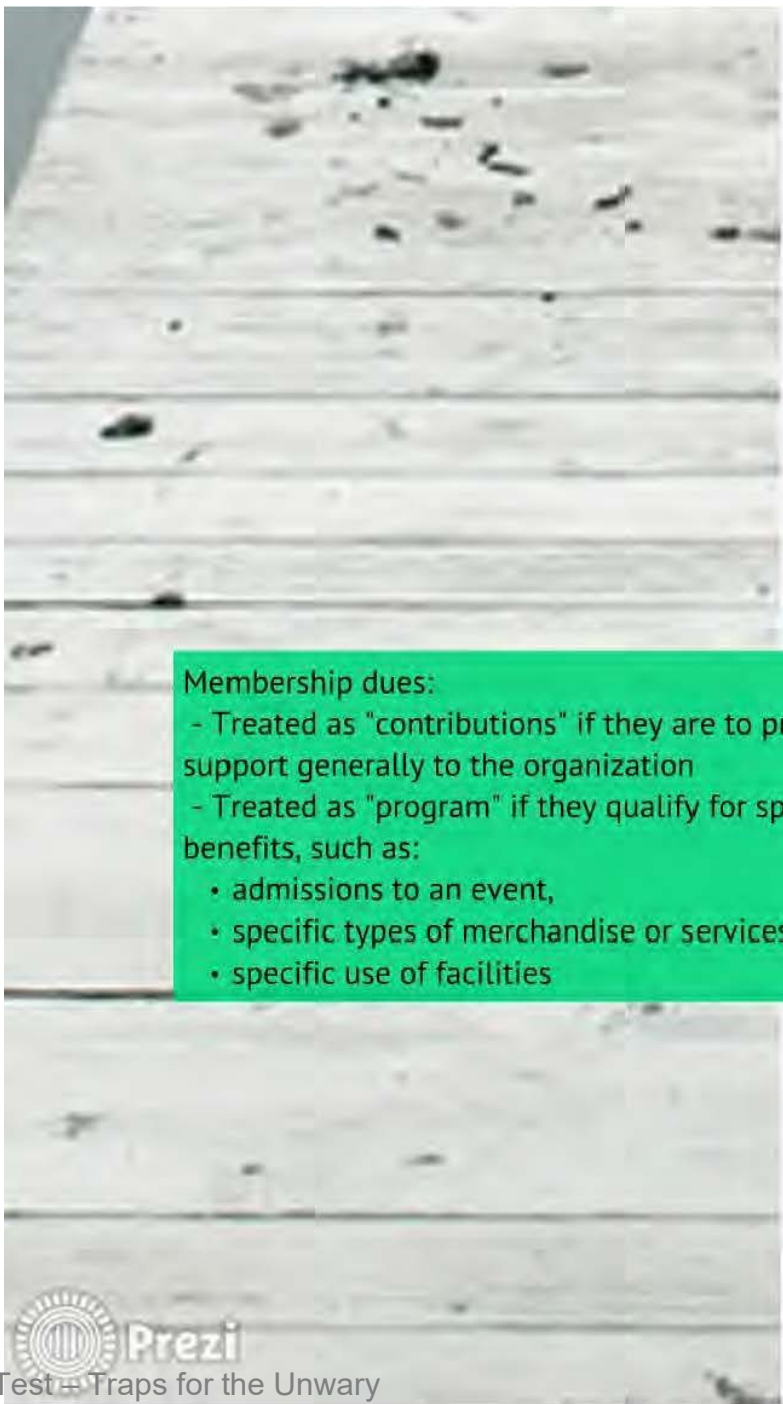 Membership dues:
- Treated as "contributions" if they are to pr
support generally to the organization
- Treated as "program" if they qualify for sp
benefits, such as:
• admissions to an event,
• specific types of merchandise or services
• specific use of facilities
Prezi
Test – Traps for the Unwary